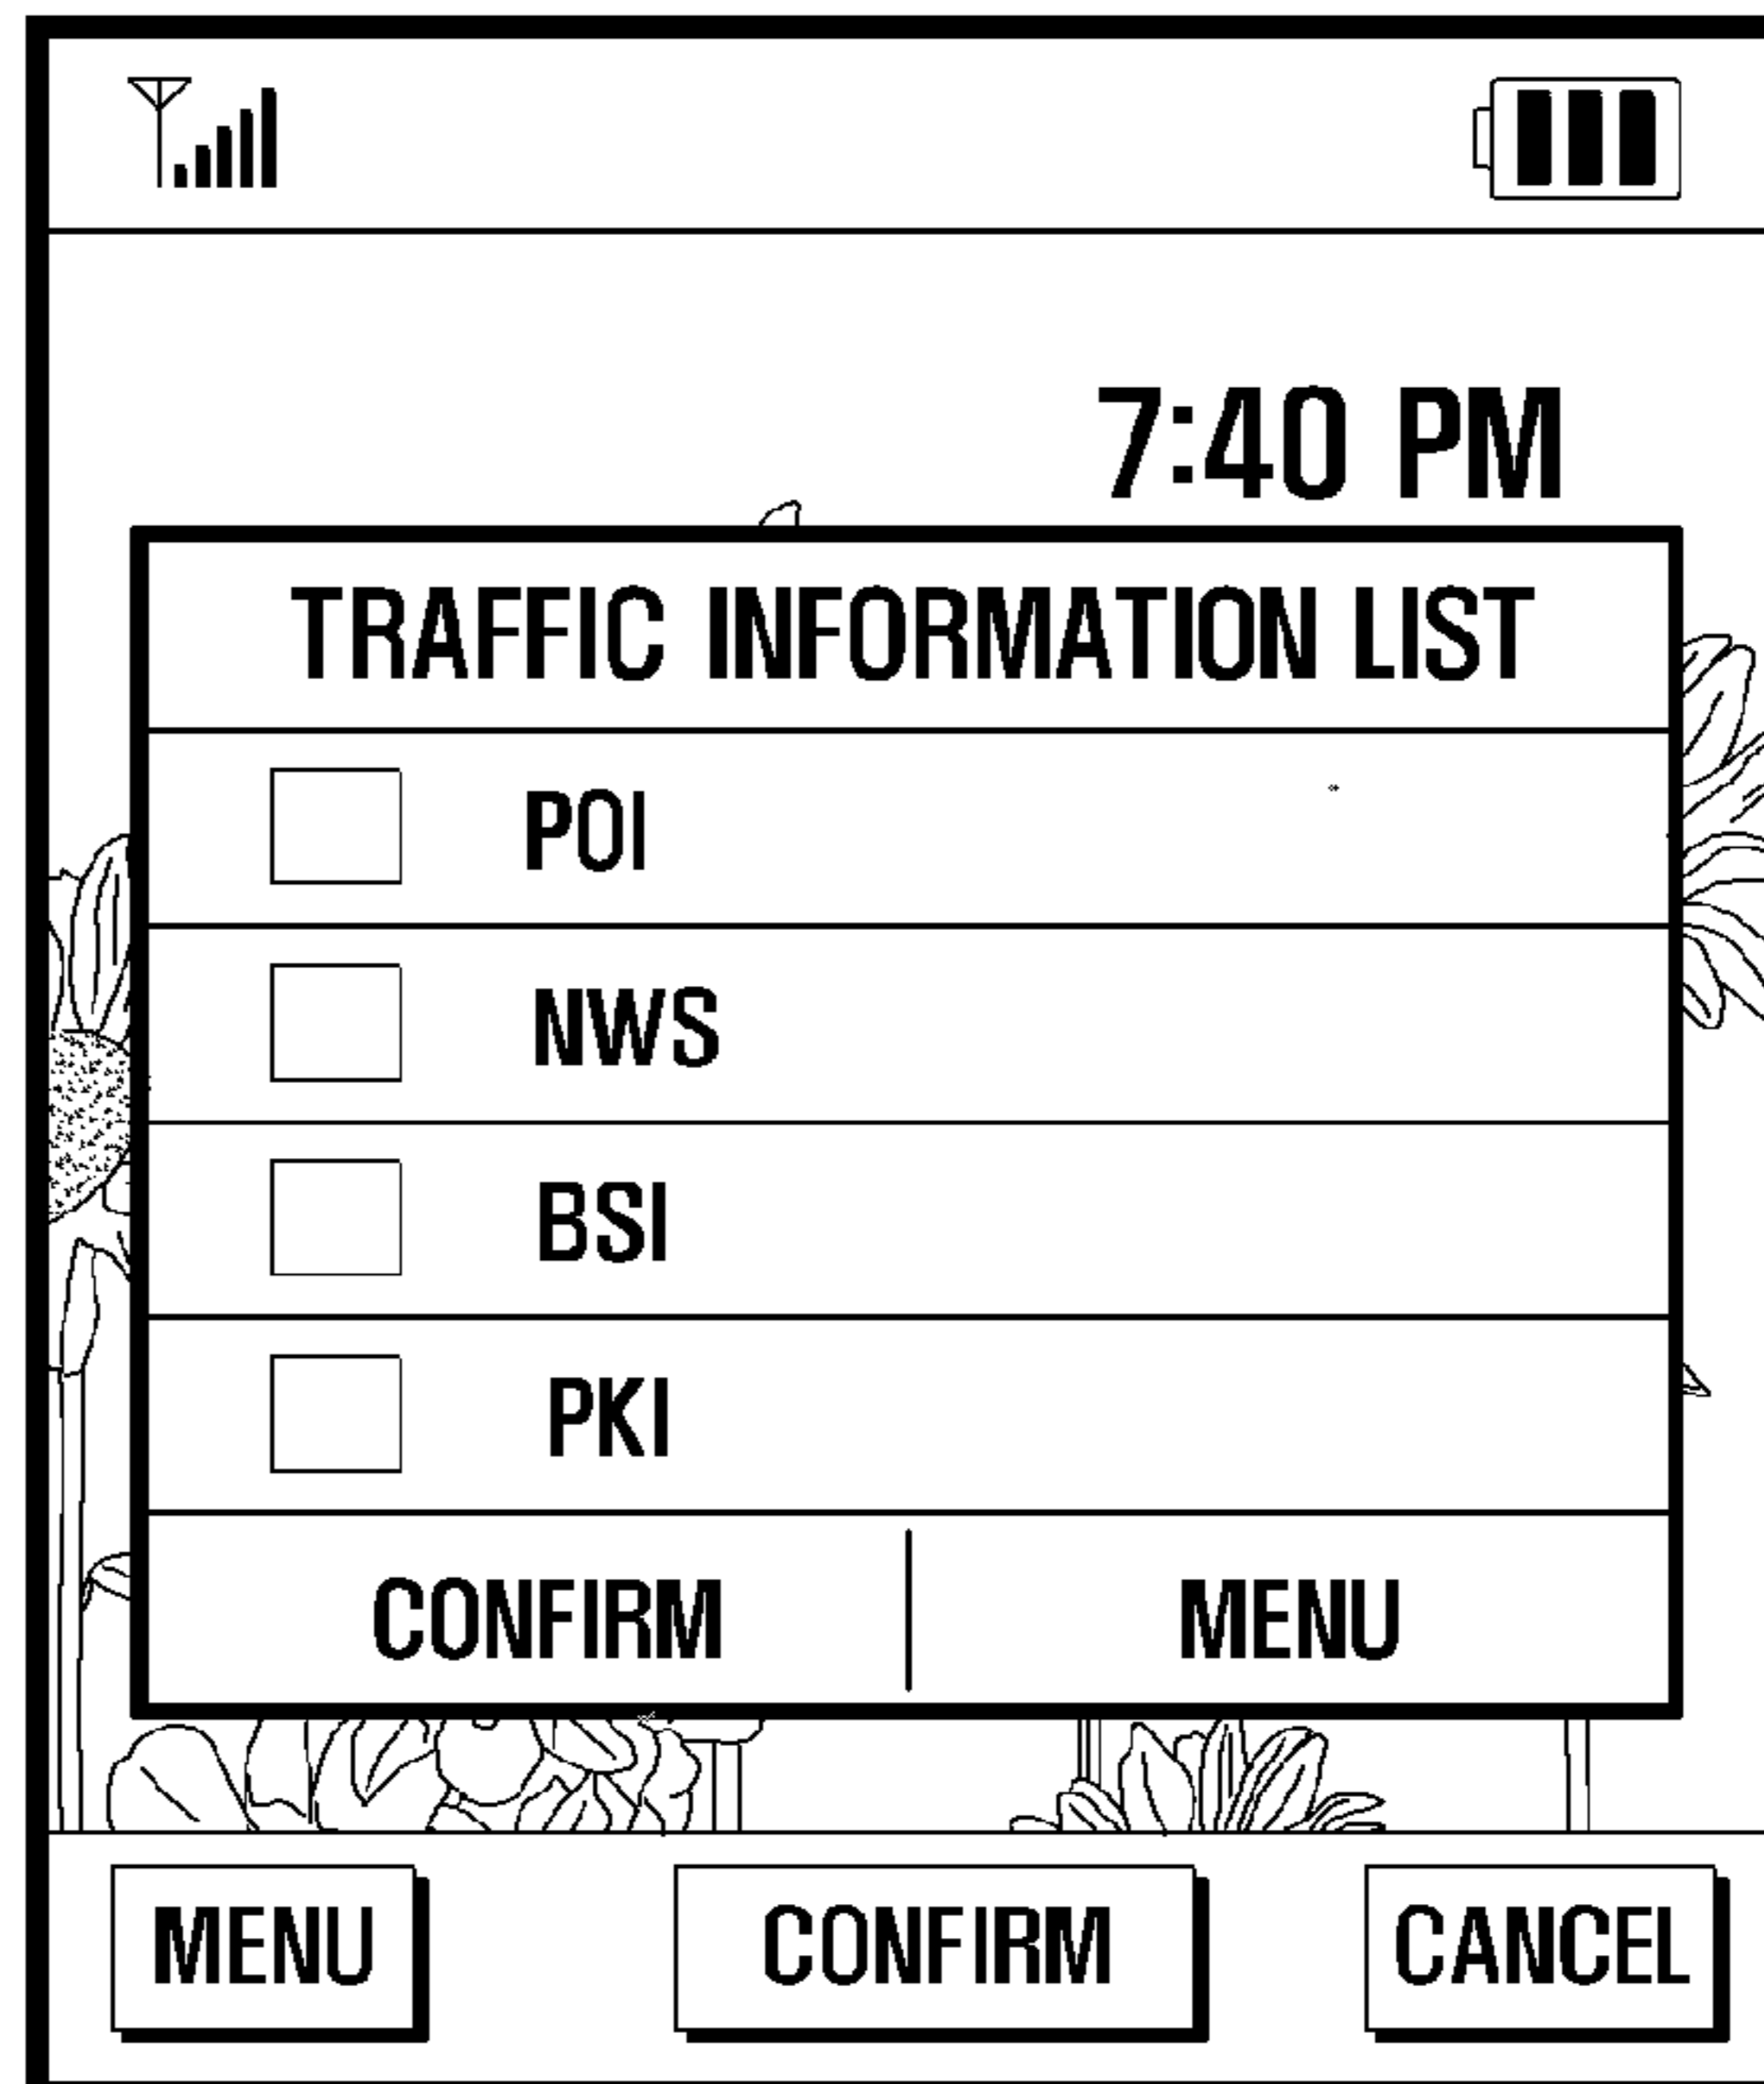 7:40 PM
TRAFFIC INFORMATION LIST
POI
NWS
BSI
PKI
CONFIRM MENU
MENU CONFIRM CANCEL